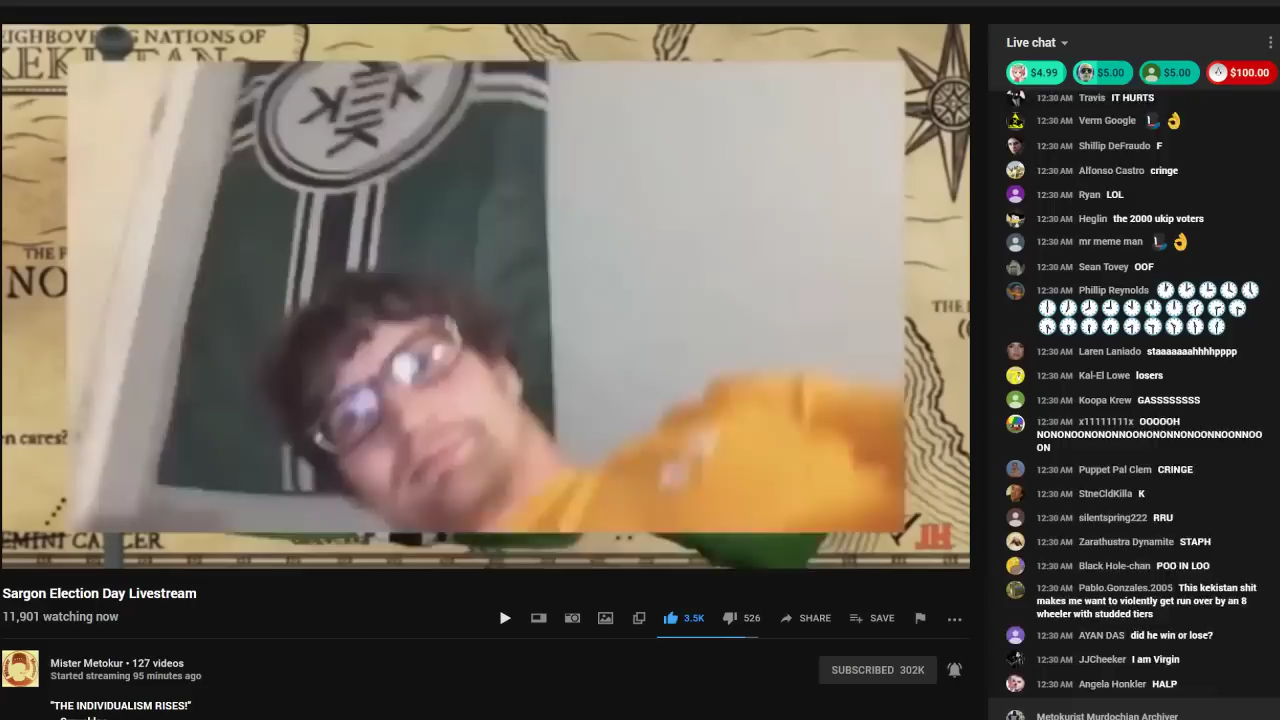 EIGHBOV
G NATIONS OF
KEKISTAN
THE
NO
n cares?
EMINI CANCER
THE
KEK
JH
Sargon Election Day Livestream
11,901 watching now
3.5K
526
SHARE
SAVE
Mister Metokur • 127 videos
Started streaming 95 minutes ago
SUBSCRIBED 302K
"THE INDIVIDUALISM RISES!"
Live chat
$4.99
$5.00
$5.00
$100.00
12:30 AM Travis IT HURTS
12:30 AM Verm Google
12:30 AM Shillip DeFraudo F
12:30 AM Alfonso Castro cringe
12:30 AM Ryan LOL
12:30 AM Heglin the 2000 ukip voters
12:30 AM mr meme man
12:30 AM Sean Tovey OOF
12:30 AM Phillip Reynolds
12:30 AM Laren Laniado staaaaaaahhhhpppp
12:30 AM Kal-El Lowe losers
12:30 AM Koopa Krew GASSSSSSSS
12:30 AM x11111111x OOOOOH
NONONOONONONNOONONONNONOONNOONNOO
ON
12:30 AM Puppet Pal Clem CRINGE
12:30 AM StneCldKilla K
12:30 AM silentspring222 RRU
12:30 AM Zarathustra Dynamite STAPH
12:30 AM Black Hole-chan POO IN LOO
12:30 AM Pablo.Gonzales.2005 This kekistan shit
makes me want to violently get run over by an 8
wheeler with studded tiers
12:30 AM AYAN DAS did he win or lose?
12:30 AM JJCheeker I am Virgin
12:30 AM Angela Honkler HALP
Metokurist Murdochian Archiver